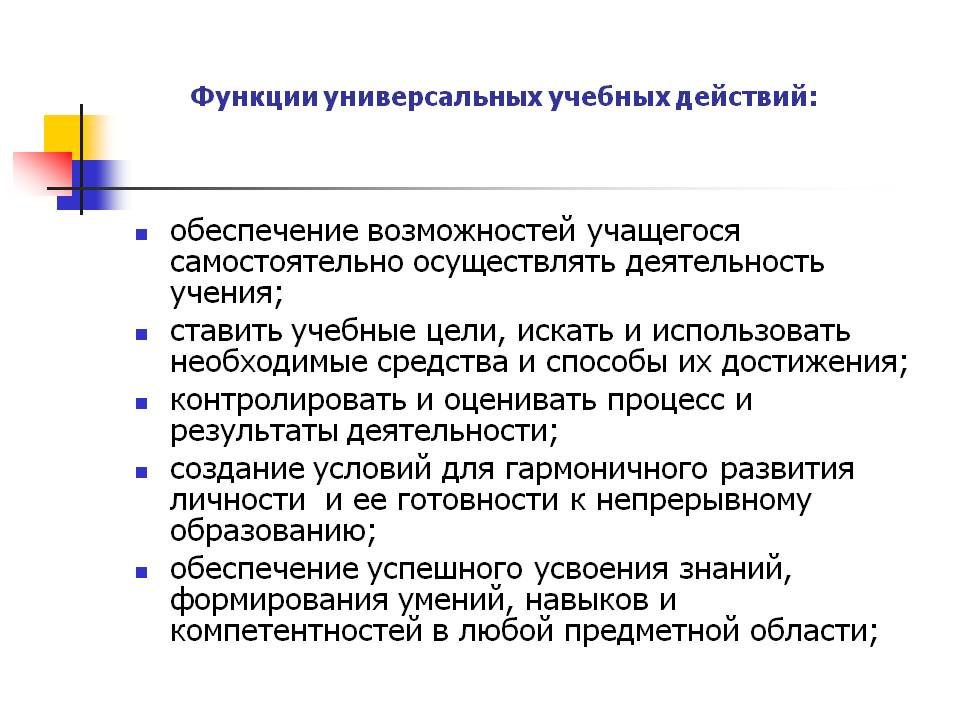 Функции универсальных учебных действий:
обеспечение возможностей учащегося
самостоятельно осуществлять деятельность
учения;
ставить учебные цели, искать и использовать
необходимые средства и способы их достижения;
контролировать и оценивать процесс и
результаты деятельности;
создание условий для гармоничного развития
личности  и ее готовности к непрерывному
образованию;
обеспечение успешного усвоения знаний,
формирования умений, навыков и
компетентностей в любой предметной области;